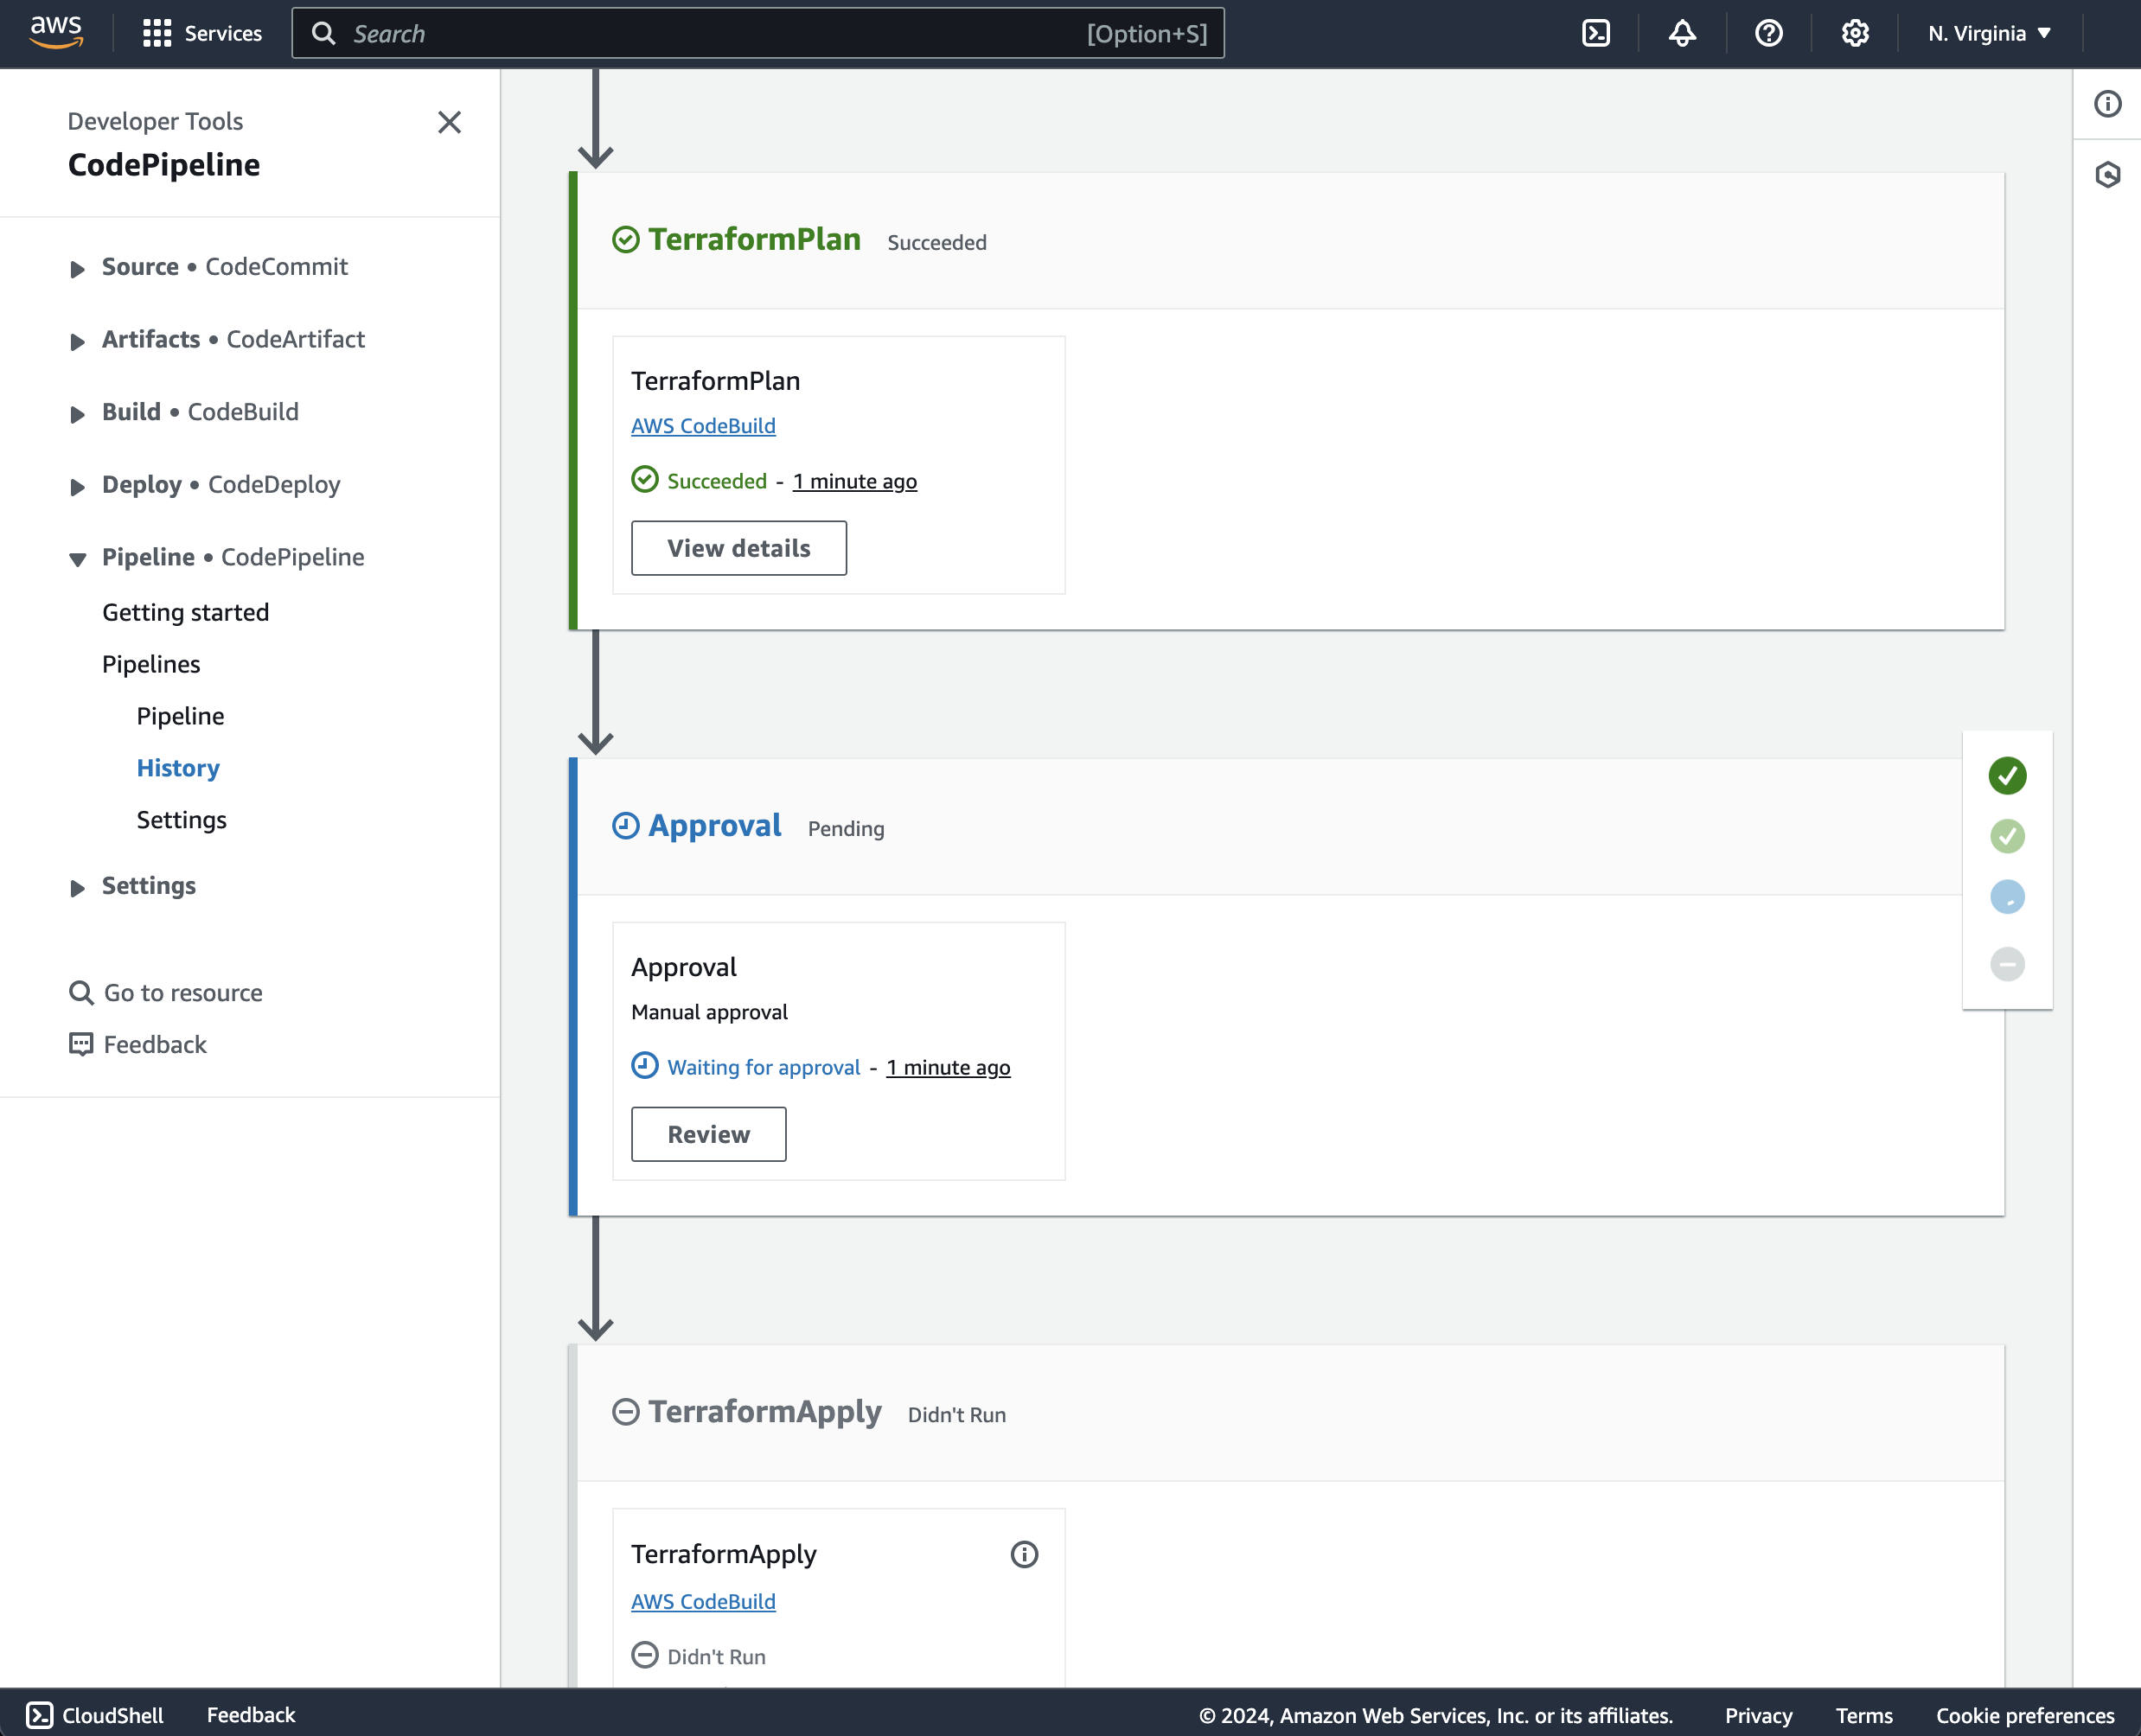 aws
Services
Search
[Option+S]
N. Virginia
Developer Tools
CodePipeline
Source • CodeCommit
Artifacts • CodeArtifact
Build • CodeBuild
Deploy • CodeDeploy
Pipeline • CodePipeline
Getting started
Pipelines
Pipeline
History
Settings
Settings
Go to resource
Feedback
TerraformPlan Succeeded
TerraformPlan
AWS CodeBuild
Succeeded - 1 minute ago
View details
Approval Pending
Approval
Manual approval
Waiting for approval - 1 minute ago
Review
TerraformApply Didn't Run
TerraformApply
AWS CodeBuild
Didn't Run
CloudShell
Feedback
© 2024, Amazon Web Services, Inc. or its affiliates.
Privacy
Terms
Cookie preferences